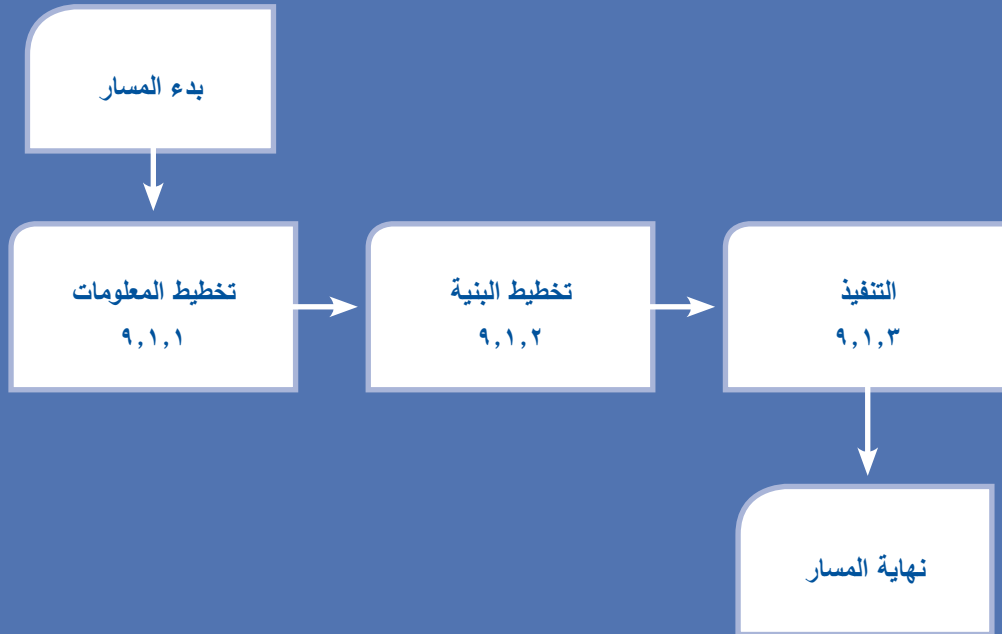 بدء المسار
تخطيط المعلومات
٩,١,١
تخطيط البنية
٩,١,٢
التنفيذ
٩,١,٣
نهاية المسار